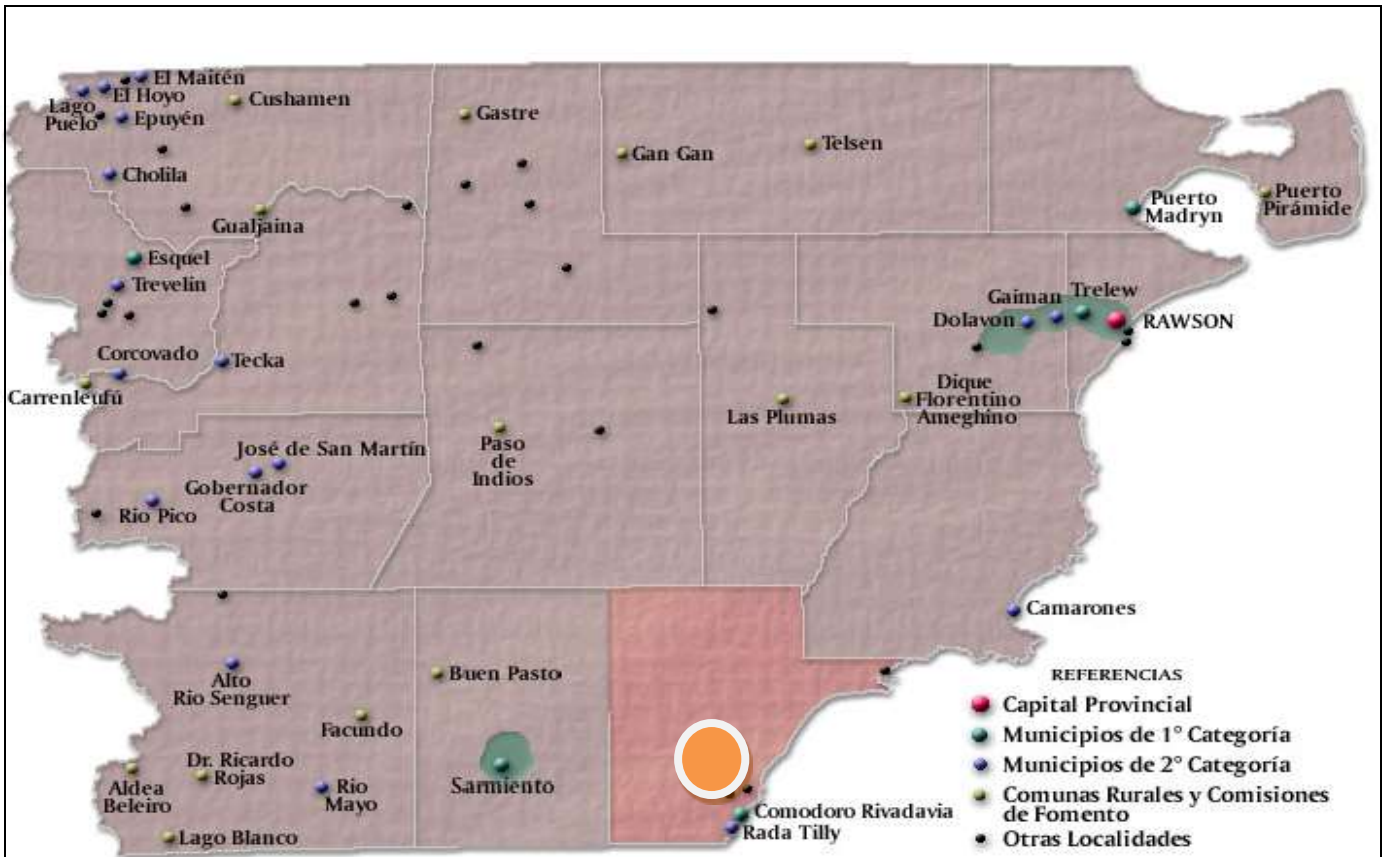 El Maitén
El Hoyo
Lago
Puelo
Epuyén
Cushamen
Gastre
Gan Gan
Telsen
Cholila
Puerto
Madryn
Puerto
Pirámide
Gualjaina
Esquel
Trevelin
Gaiman
Trelew
Dolavon
RAWSON
Corcovado
Tecka
Carrenleufú
Dique
Florentino
Ameghino
Las Plumas
Paso
de
Indios
José de San Martín
Gobernador
Costa
Río Pico
Camarones
Alto
Río Senguer
Buen Pasto
Facundo
Dr. Ricardo
Rojas
Aldea
Beleiro
Río
Mayo
Sarmiento
Lago Blanco
Comodoro Rivadavia
Rada Tilly
REFERENCIAS
Capital Provincial
Municipios de 1° Categoría
Municipios de 2° Categoría
Comunas Rurales y Comisiones
de Fomento
Otras Localidades